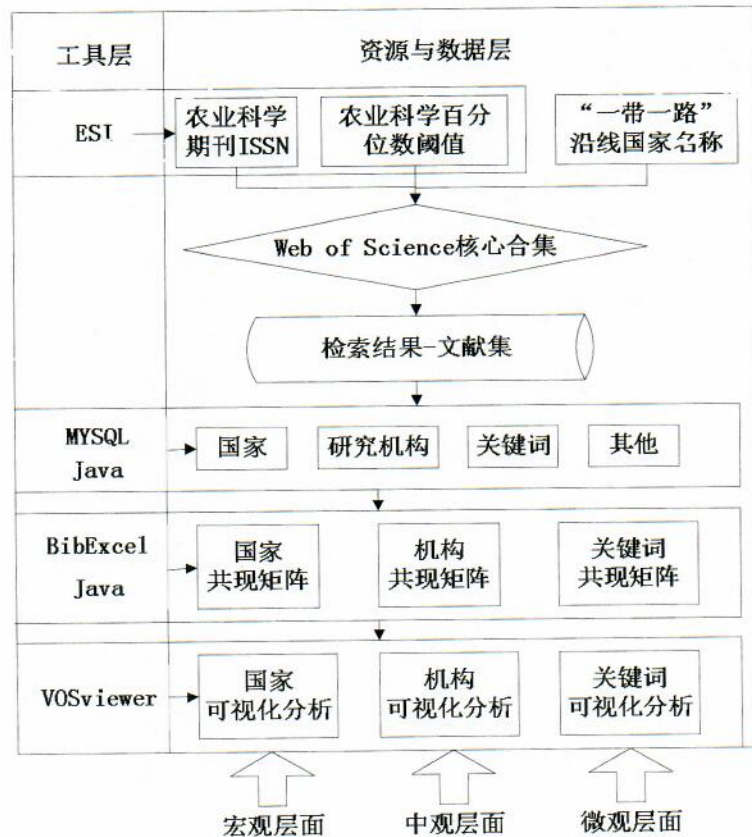 工具层
资源与数据层
ESI
农业科学
期刊ISSN
农业科学百分
位数阈值
“一带一路”
沿线国家名称
Web of Science核心合集
检索结果-文献集
MYSQL
Java
国家
研究机构
关键词
其他
BibExcel
Java
国家
共现矩阵
机构
共现矩阵
关键词
共现矩阵
VOSviewer
国家
可视化分析
机构
可视化分析
关键词
可视化分析
宏观层面
中观层面
微观层面